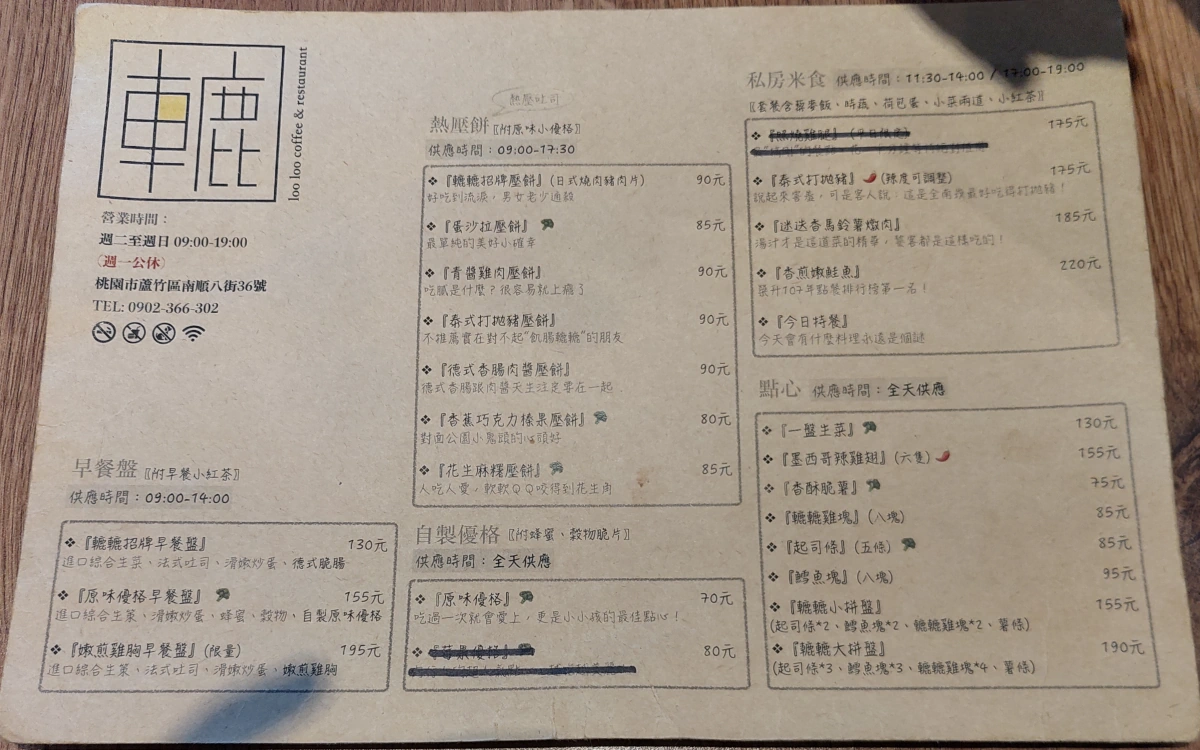 轆
loo loo coffee & restaurant
營業時間：
週二至週日 09:00-19:00
(週一公休)
桃園市蘆竹區南順八街36號
TEL: 0902-366-302
早餐盤〖附早餐小紅茶〗
供應時間：09:00-14:00
❖『轆轆招牌早餐盤』 130元
進口綜合生菜、法式吐司、滑嫩炒蛋、德式脆腸
❖『原味優格早餐盤』 155元
進口綜合生菜、滑嫩炒蛋、蜂蜜、穀物、自製原味優格
❖『嫩煎雞胸早餐盤』(限量) 195元
進口綜合生菜、法式吐司、滑嫩炒蛋、嫩煎雞胸
熱壓吐司
熱壓餅〖附原味小優格〗
供應時間：09:00-17:30
❖『轆轆招牌壓餅』(日式燒肉豬肉片) 90元
好吃到流淚，男女老少適殺
❖『蛋沙拉壓餅』 85元
最單純的美好小確幸
❖『青醬雞肉壓餅』 90元
吃膩是什麼？很容易就上癮了
❖『泰式打拋豬壓餅』 90元
不推薦實在對不起"飢腸轆轆"的朋友
❖『德式香腸肉醬壓餅』 90元
德式香腸跟肉醬天生注定要在一起．
❖『香蕉巧克力榛果壓餅』 80元
對面公園小鬼頭的心頭好
❖『花生麻糬壓餅』 85元
人吃人愛，軟軟QQ咬得到花生角
自製優格〖附蜂蜜、穀物脆片〗
供應時間：全天供應
❖『原味優格』 70元
吃過一次就會愛上，更是小小孩的最佳點心！
❖ 80元
私房米食 供應時間：11:30-14:00 / 17:00-19:00
〖套餐含蕎麥飯、時蔬、荷包蛋、小菜兩道、小紅茶〗
❖ 175元
❖『泰式打拋豬』(辣度可調整) 175元
說起來害羞，可是客人說：這是全南崁最好吃得打拋豬！
❖『迷迭香馬鈴薯燉肉』 185元
湯汁才是這道菜的精華，饕客都是這樣吃的！
❖『香煎嫩鮭魚』 220元
榮升107年點餐排行榜第一名！
❖『今日特餐』
今天會有什麼料理永遠是個謎
點心 供應時間：全天供應
❖『一盤生菜』 130元
❖『墨西哥辣雞翅』(六隻) 155元
❖『香酥脆薯』 75元
❖『轆轆雞塊』(八塊) 85元
❖『起司條』(五條) 85元
❖『鱈魚塊』(八塊) 95元
❖『轆轆小拼盤』 155元
(起司條*2、鱈魚塊*2、轆轆雞塊*2、薯條)
❖『轆轆大拼盤』 190元
(起司條*3、鱈魚塊*3、轆轆雞塊*4、薯條)